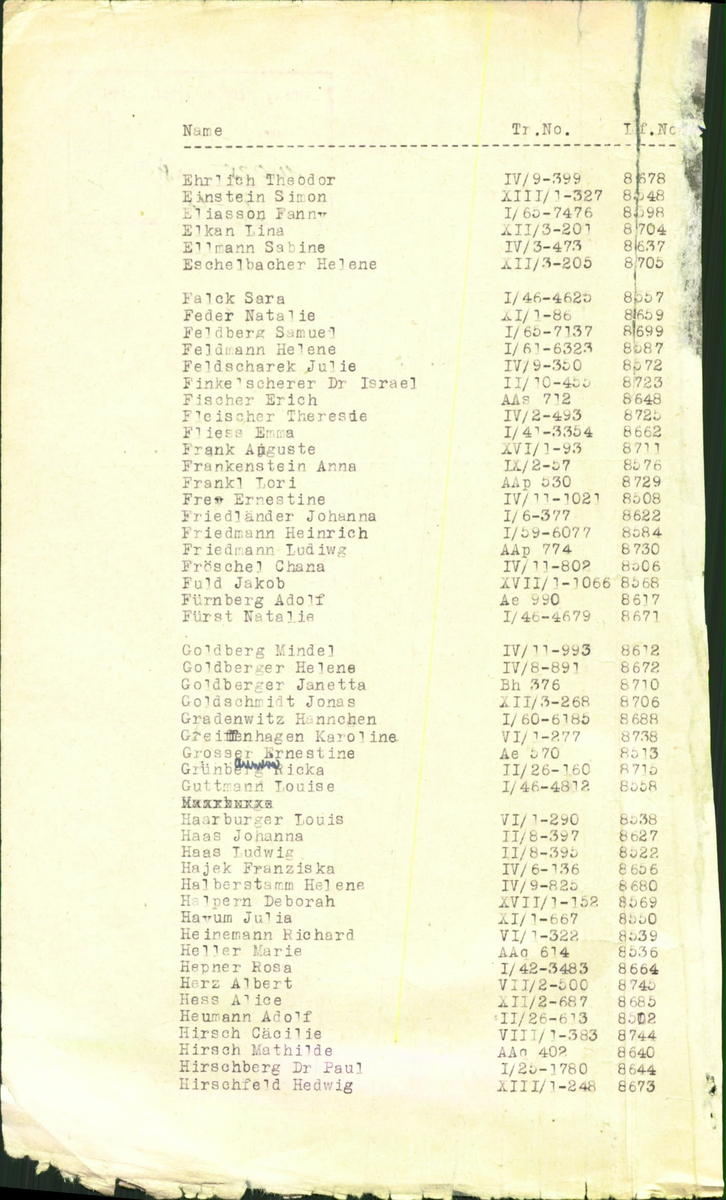 Name Tr.No. Lf.No
Ehrlich Theodor IV/9-399 8678
Einstein Simon XIII/1-327 8548
Eliasson Fanny I/65-7476 8598
Elkan Lina XII/3-201 8704
Ellmann Sabine IV/3-473 8637
Eschelbacher Helene XII/3-205 8705
Falck Sara I/46-4625 8557
Feder Natalie XI/1-86 8659
Feldberg Samuel I/65-7137 8699
Feldmann Helene I/61-6323 8587
Feldscharek Julie IV/9-350 8572
Finkelscherer Dr Israel II/10-455 8723
Fischer Erich AAs 712 8648
Fleischer Theresie IV/2-493 8725
Fliess Emma I/41-3354 8662
Frank Auguste XVI/1-93 8711
Frankenstein Anna IX/2-57 8576
Frankl Lori AAp 530 8729
Frey Ernestine IV/11-1021 8508
Friedländer Johanna I/6-377 8622
Friedmann Heinrich I/59-6077 8584
Friedmann Ludiwg AAp 774 8730
Fröschel Chana IV/11-802 8506
Fuld Jakob XVII/1-1066 8568
Fürnberg Adolf Ae 990 8617
Fürst Natalie I/46-4679 8671
Goldberg Mindel IV/11-993 8612
Goldberger Helene IV/8-891 8672
Goldberger Janetta Bh 376 8710
Goldschmidt Jonas XII/3-268 8706
Gradenwitz Hannchen I/60-6185 8688
Greiffenhagen Karoline VI/1-277 8738
Grosser Ernestine Ae 570 8513
Grünberg Ricka II/26-160 8715
Guttmann Louise I/46-4812 8558
Haarburger Louis VI/1-290 8538
Haas Johanna II/8-397 8627
Haas Ludwig II/8-395 8522
Hajek Franziska IV/6-136 8656
Halberstamm Helene IV/9-825 8680
Halpern Deborah XVII/1-152 8569
Hayum Julia XI/1-667 8550
Heinemann Richard VI/1-322 8539
Heller Marie AAq 614 8536
Hepner Rosa I/42-3483 8664
Herz Albert VII/2-500 8745
Hess Alice XII/2-687 8685
Heumann Adolf II/26-613 8502
Hirsch Cäcilie VIII/1-383 8744
Hirsch Mathilde AAq 402 8640
Hirschberg Dr Paul I/25-1780 8644
Hirschfeld Hedwig XIII/1-248 8673